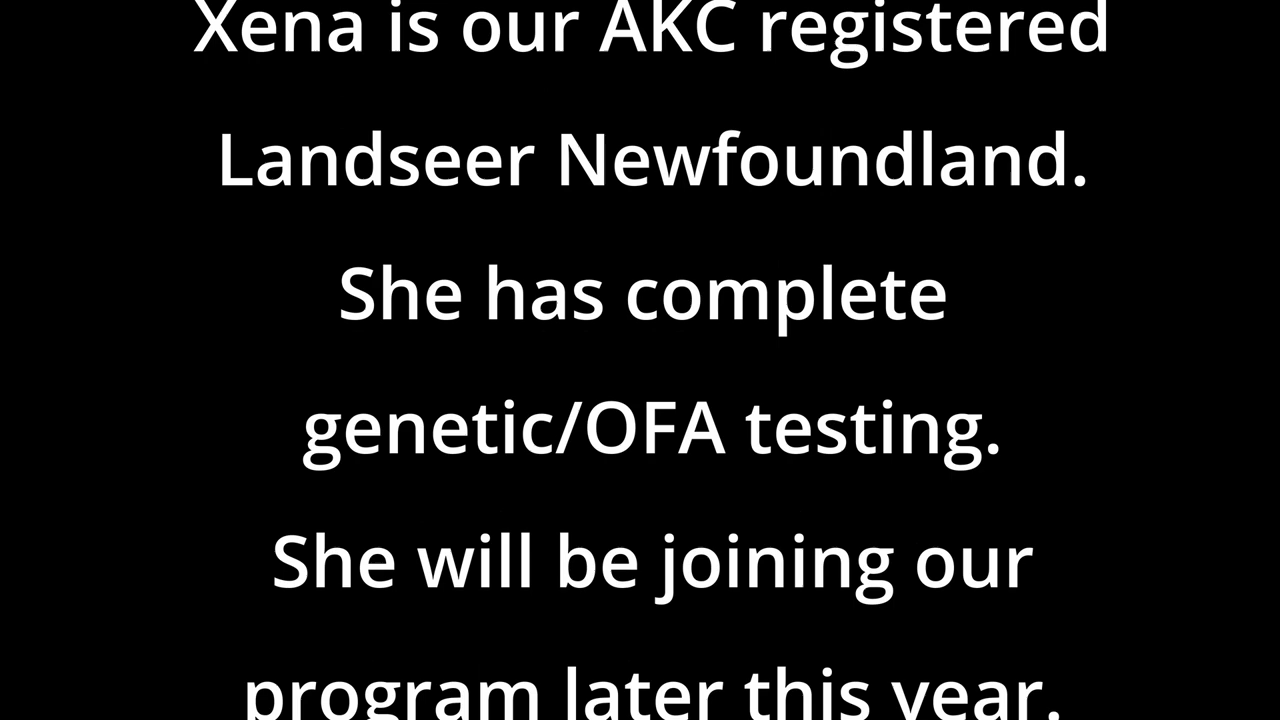 Xena is our AKC registered
Landseer Newfoundland.
She has complete
genetic/OFA testing.
She will be joining our
program later this year.